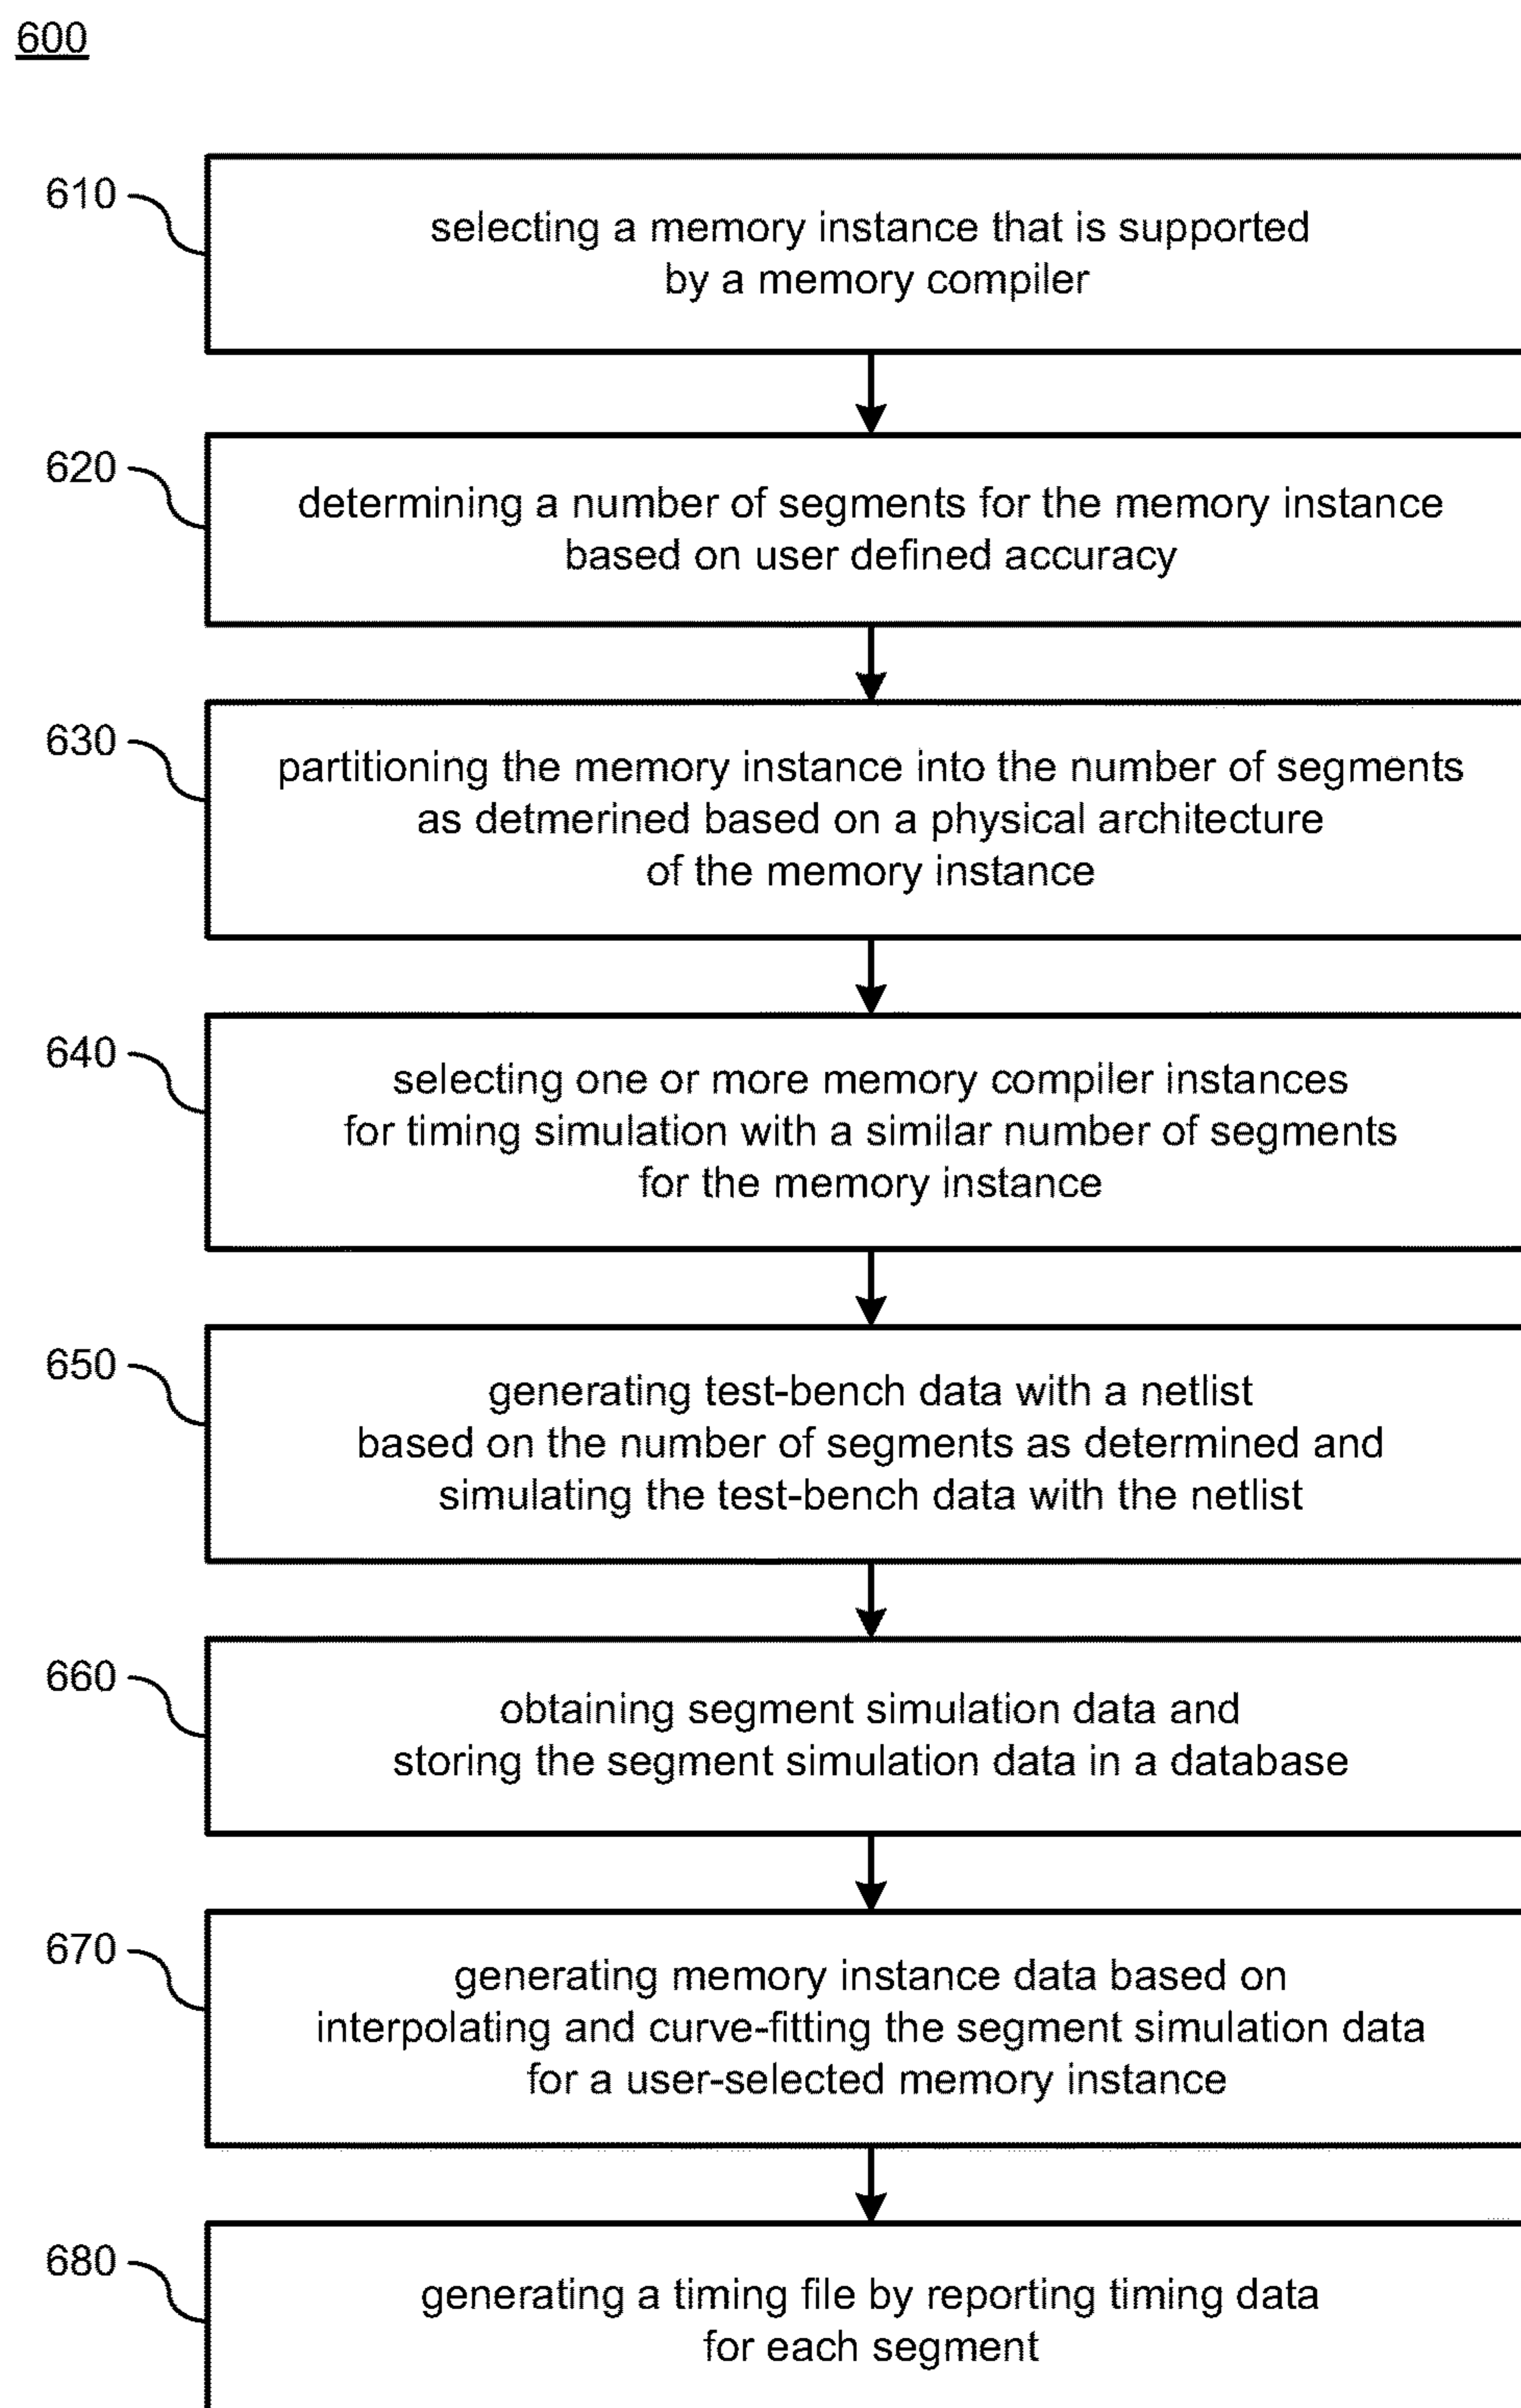 600
610
selecting a memory instance that is supported
by a memory compiler
620
determining a number of segments for the memory instance
based on user defined accuracy
630
partitioning the memory instance into the number of segments
as detmerined based on a physical architecture
of the memory instance
640
selecting one or more memory compiler instances
for timing simulation with a similar number of segments
for the memory instance
650
generating test-bench data with a netlist
based on the number of segments as determined and
simulating the test-bench data with the netlist
660
obtaining segment simulation data and
storing the segment simulation data in a database
670
generating memory instance data based on
interpolating and curve-fitting the segment simulation data
for a user-selected memory instance
680
generating a timing file by reporting timing data
for each segment